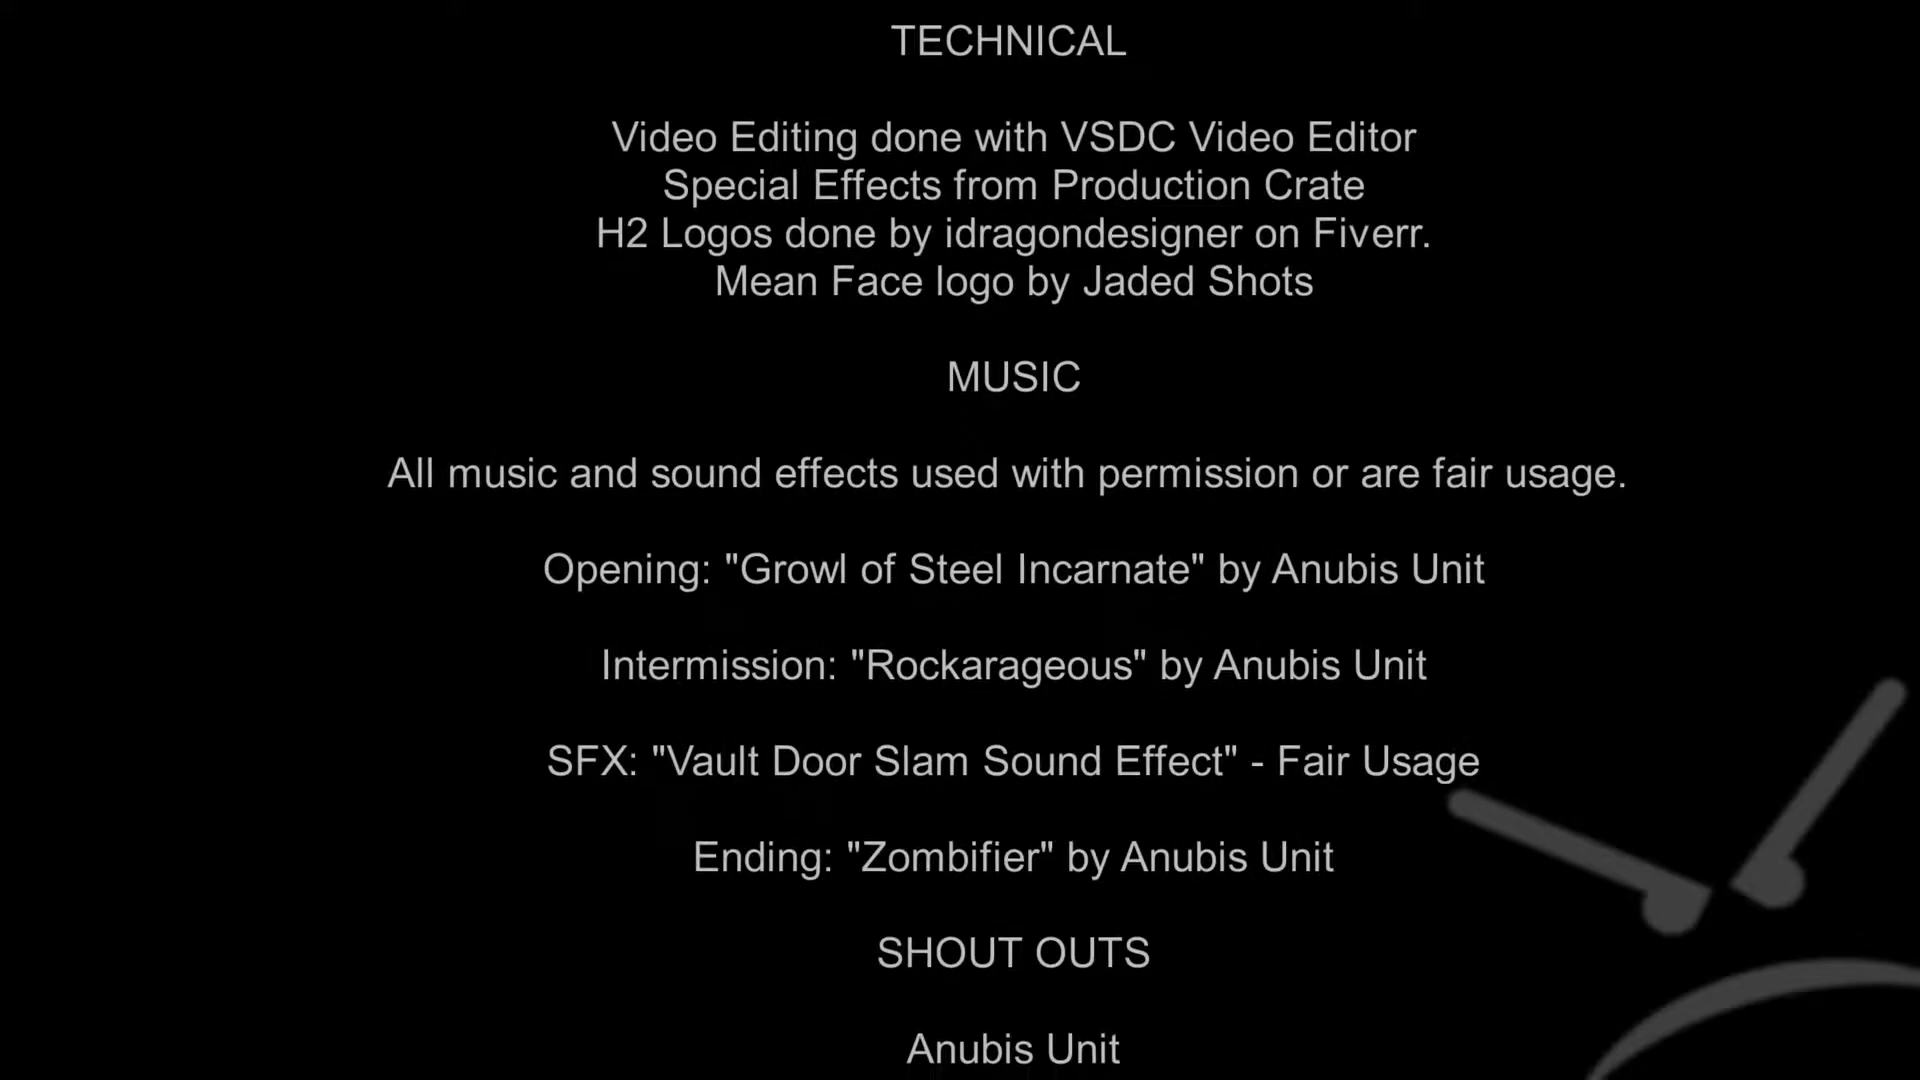 TECHNICAL
Video Editing done with VSDC Video Editor
Special Effects from Production Crate
H2 Logos done by idragondesigner on Fiverr.
Mean Face logo by Jaded Shots
MUSIC
All music and sound effects used with permission or are fair usage.
Opening: "Growl of Steel Incarnate" by Anubis Unit
Intermission: "Rockarageous" by Anubis Unit
SFX: "Vault Door Slam Sound Effect" - Fair Usage
Ending: "Zombifier" by Anubis Unit
SHOUT OUTS
Anubis Unit